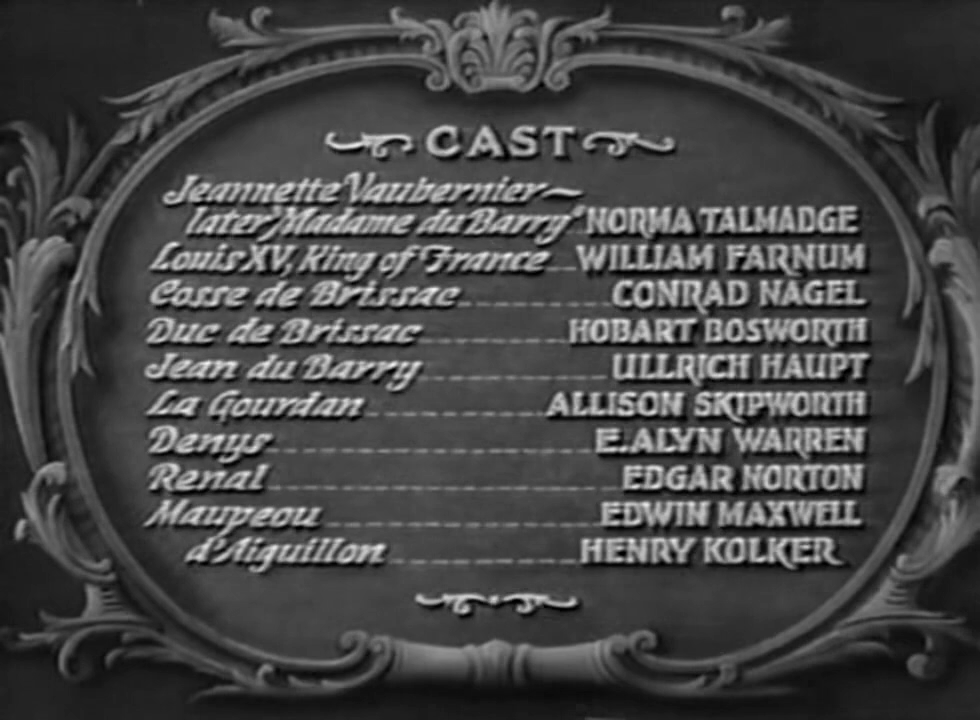 CAST
Jeannette Vaubernier—
later "Madame du Barry" NORMA TALMADGE
Louis XV, King of France WILLIAM FARNUM
Cosse de Brissac CONRAD NAGEL
Duc de Brissac HOBART BOSWORTH
Jean du Barry ULLRICH HAUPT
La Gourdan ALLISON SKIPWORTH
Denys E. ALYN WARREN
Renal EDGAR NORTON
Maupeou EDWIN MAXWELL
d'Aiguillon HENRY KOLKER